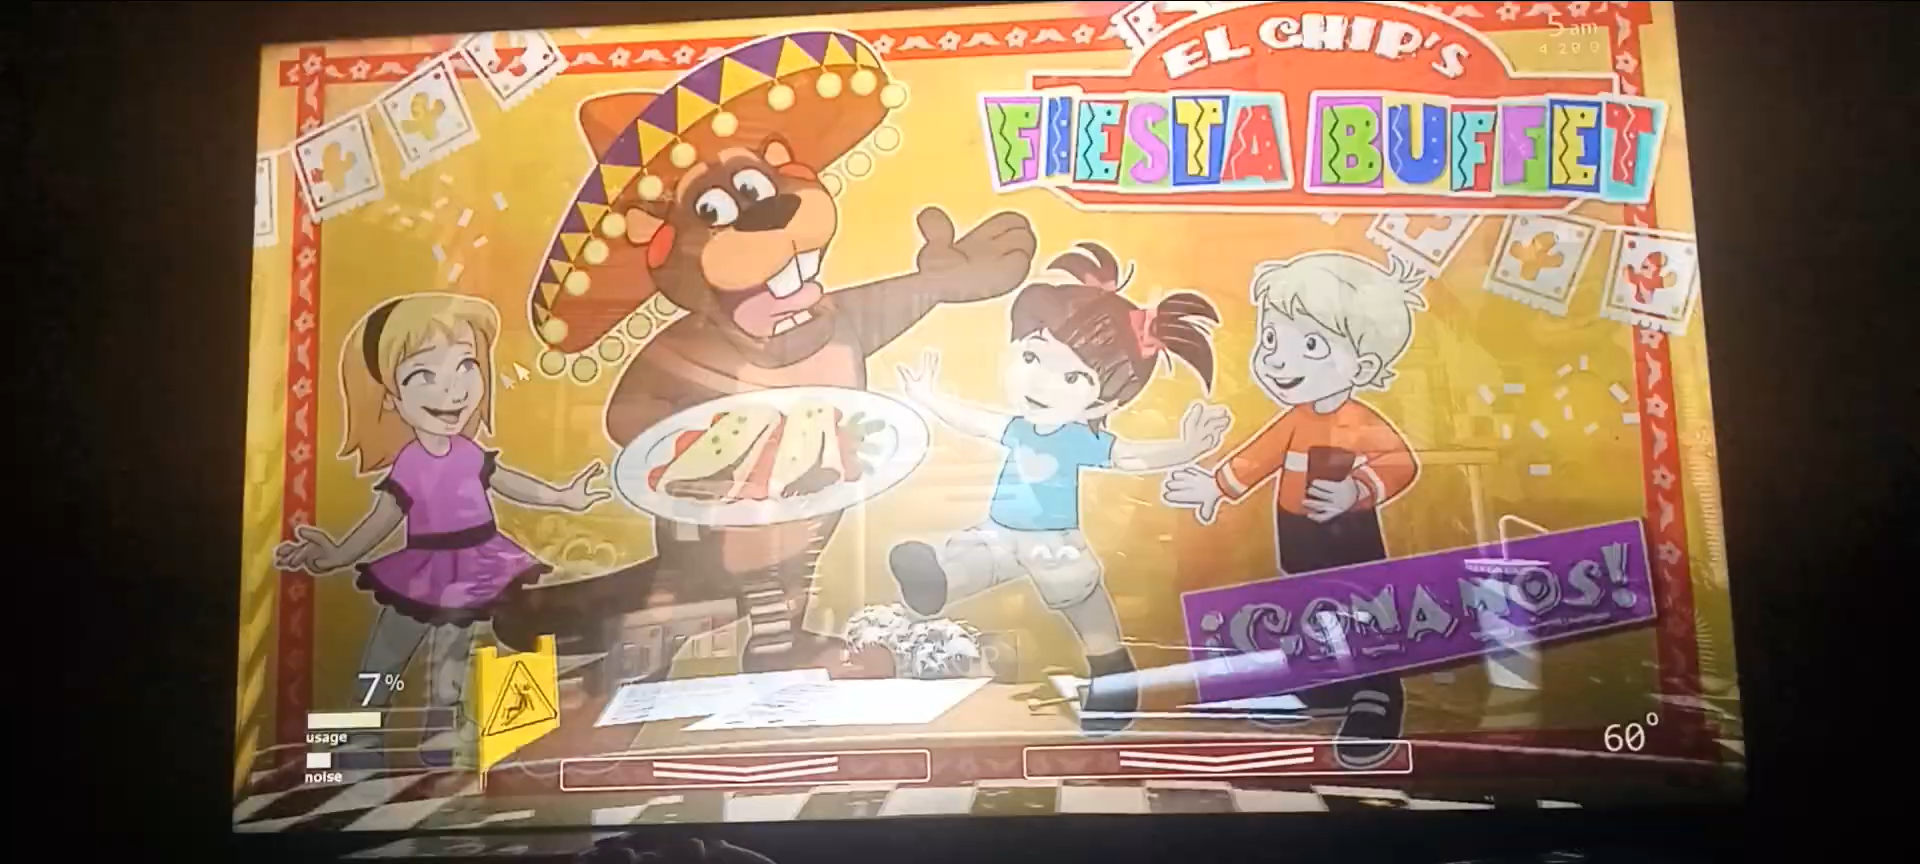 EL CHIP'S
5 am
FIESTA BUFFET
¡COMAMOS!
7%
usage
noise
60°